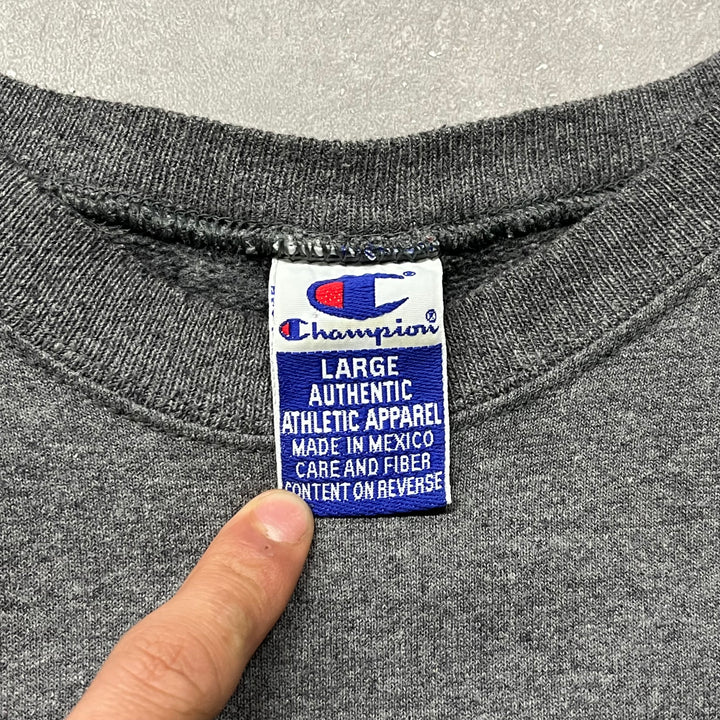 Champion®
LARGE
AUTHENTIC
ATHLETIC APPAREL
MADE IN MEXICO
CARE AND FIBER
CONTENT ON REVERSE